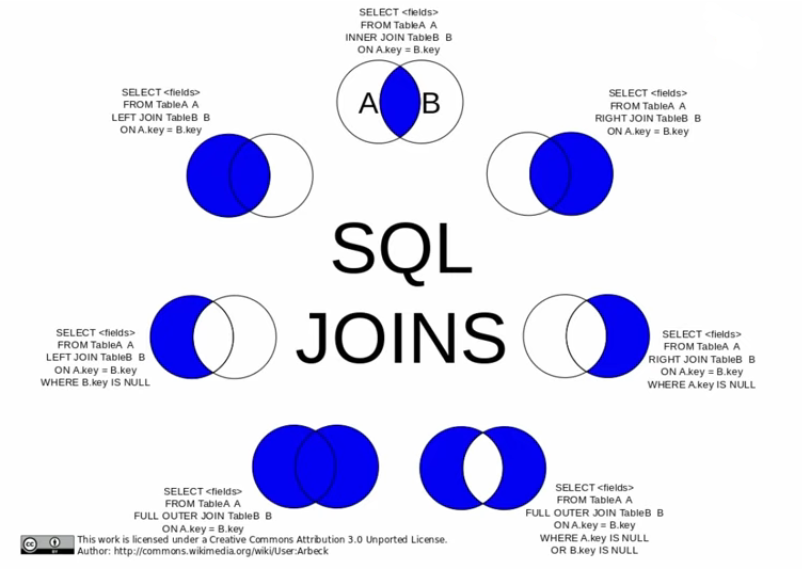 SELECT <fields>
FROM TableA A
INNER JOIN TableB B
ON A.key = B.key
A B
SELECT <fields>
FROM TableA A
LEFT JOIN TableB B
ON A.key = B.key
SELECT <fields>
FROM TableA A
RIGHT JOIN TableB B
ON A.key = B.key
SQL
JOINS
SELECT <fields>
FROM TableA A
LEFT JOIN TableB B
ON A.key = B.key
WHERE B.key IS NULL
SELECT <fields>
FROM TableA A
RIGHT JOIN TableB B
ON A.key = B.key
WHERE A.key IS NULL
SELECT <fields>
FROM TableA A
FULL OUTER JOIN TableB B
ON A.key = B.key
SELECT <fields>
FROM TableA A
FULL OUTER JOIN TableB B
ON A.key = B.key
WHERE A.key IS NULL
OR B.key IS NULL
cc
BY
This work is licensed under a Creative Commons Attribution 3.0 Unported License.
Author: http://commons.wikimedia.org/wiki/User:Arbeck